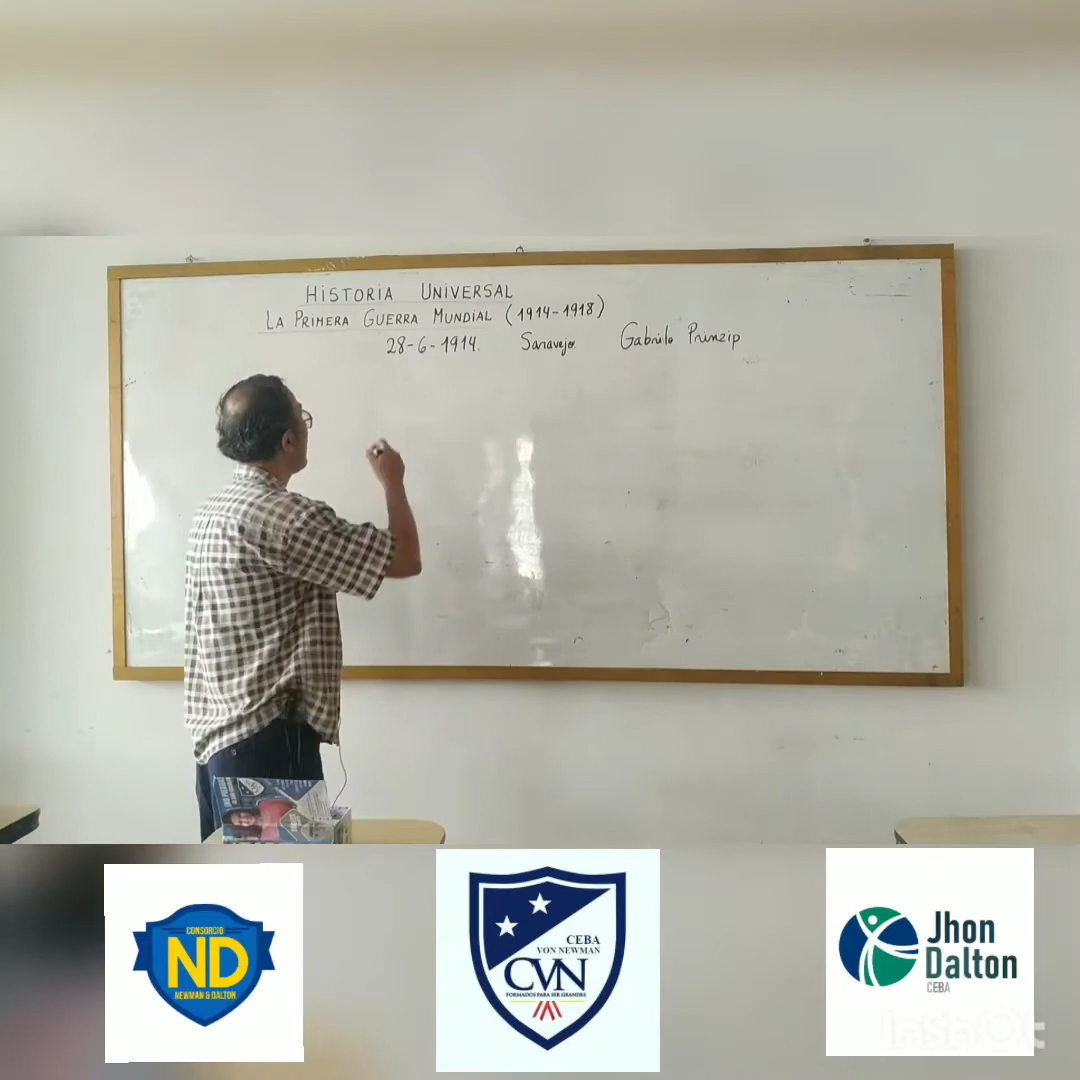 HISTORIA UNIVERSAL
LA PRIMERA GUERRA MUNDIAL (1914-1918)
28-6-1914. Saravejo. Gabrilo Prinzip
CONSORCIO
ND
NEWMAN & DALTON
CEBA
VON NEWMAN
CVN
FORMADOS PARA SER GRANDES
Jhon
Dalton
CEBA
InShOt